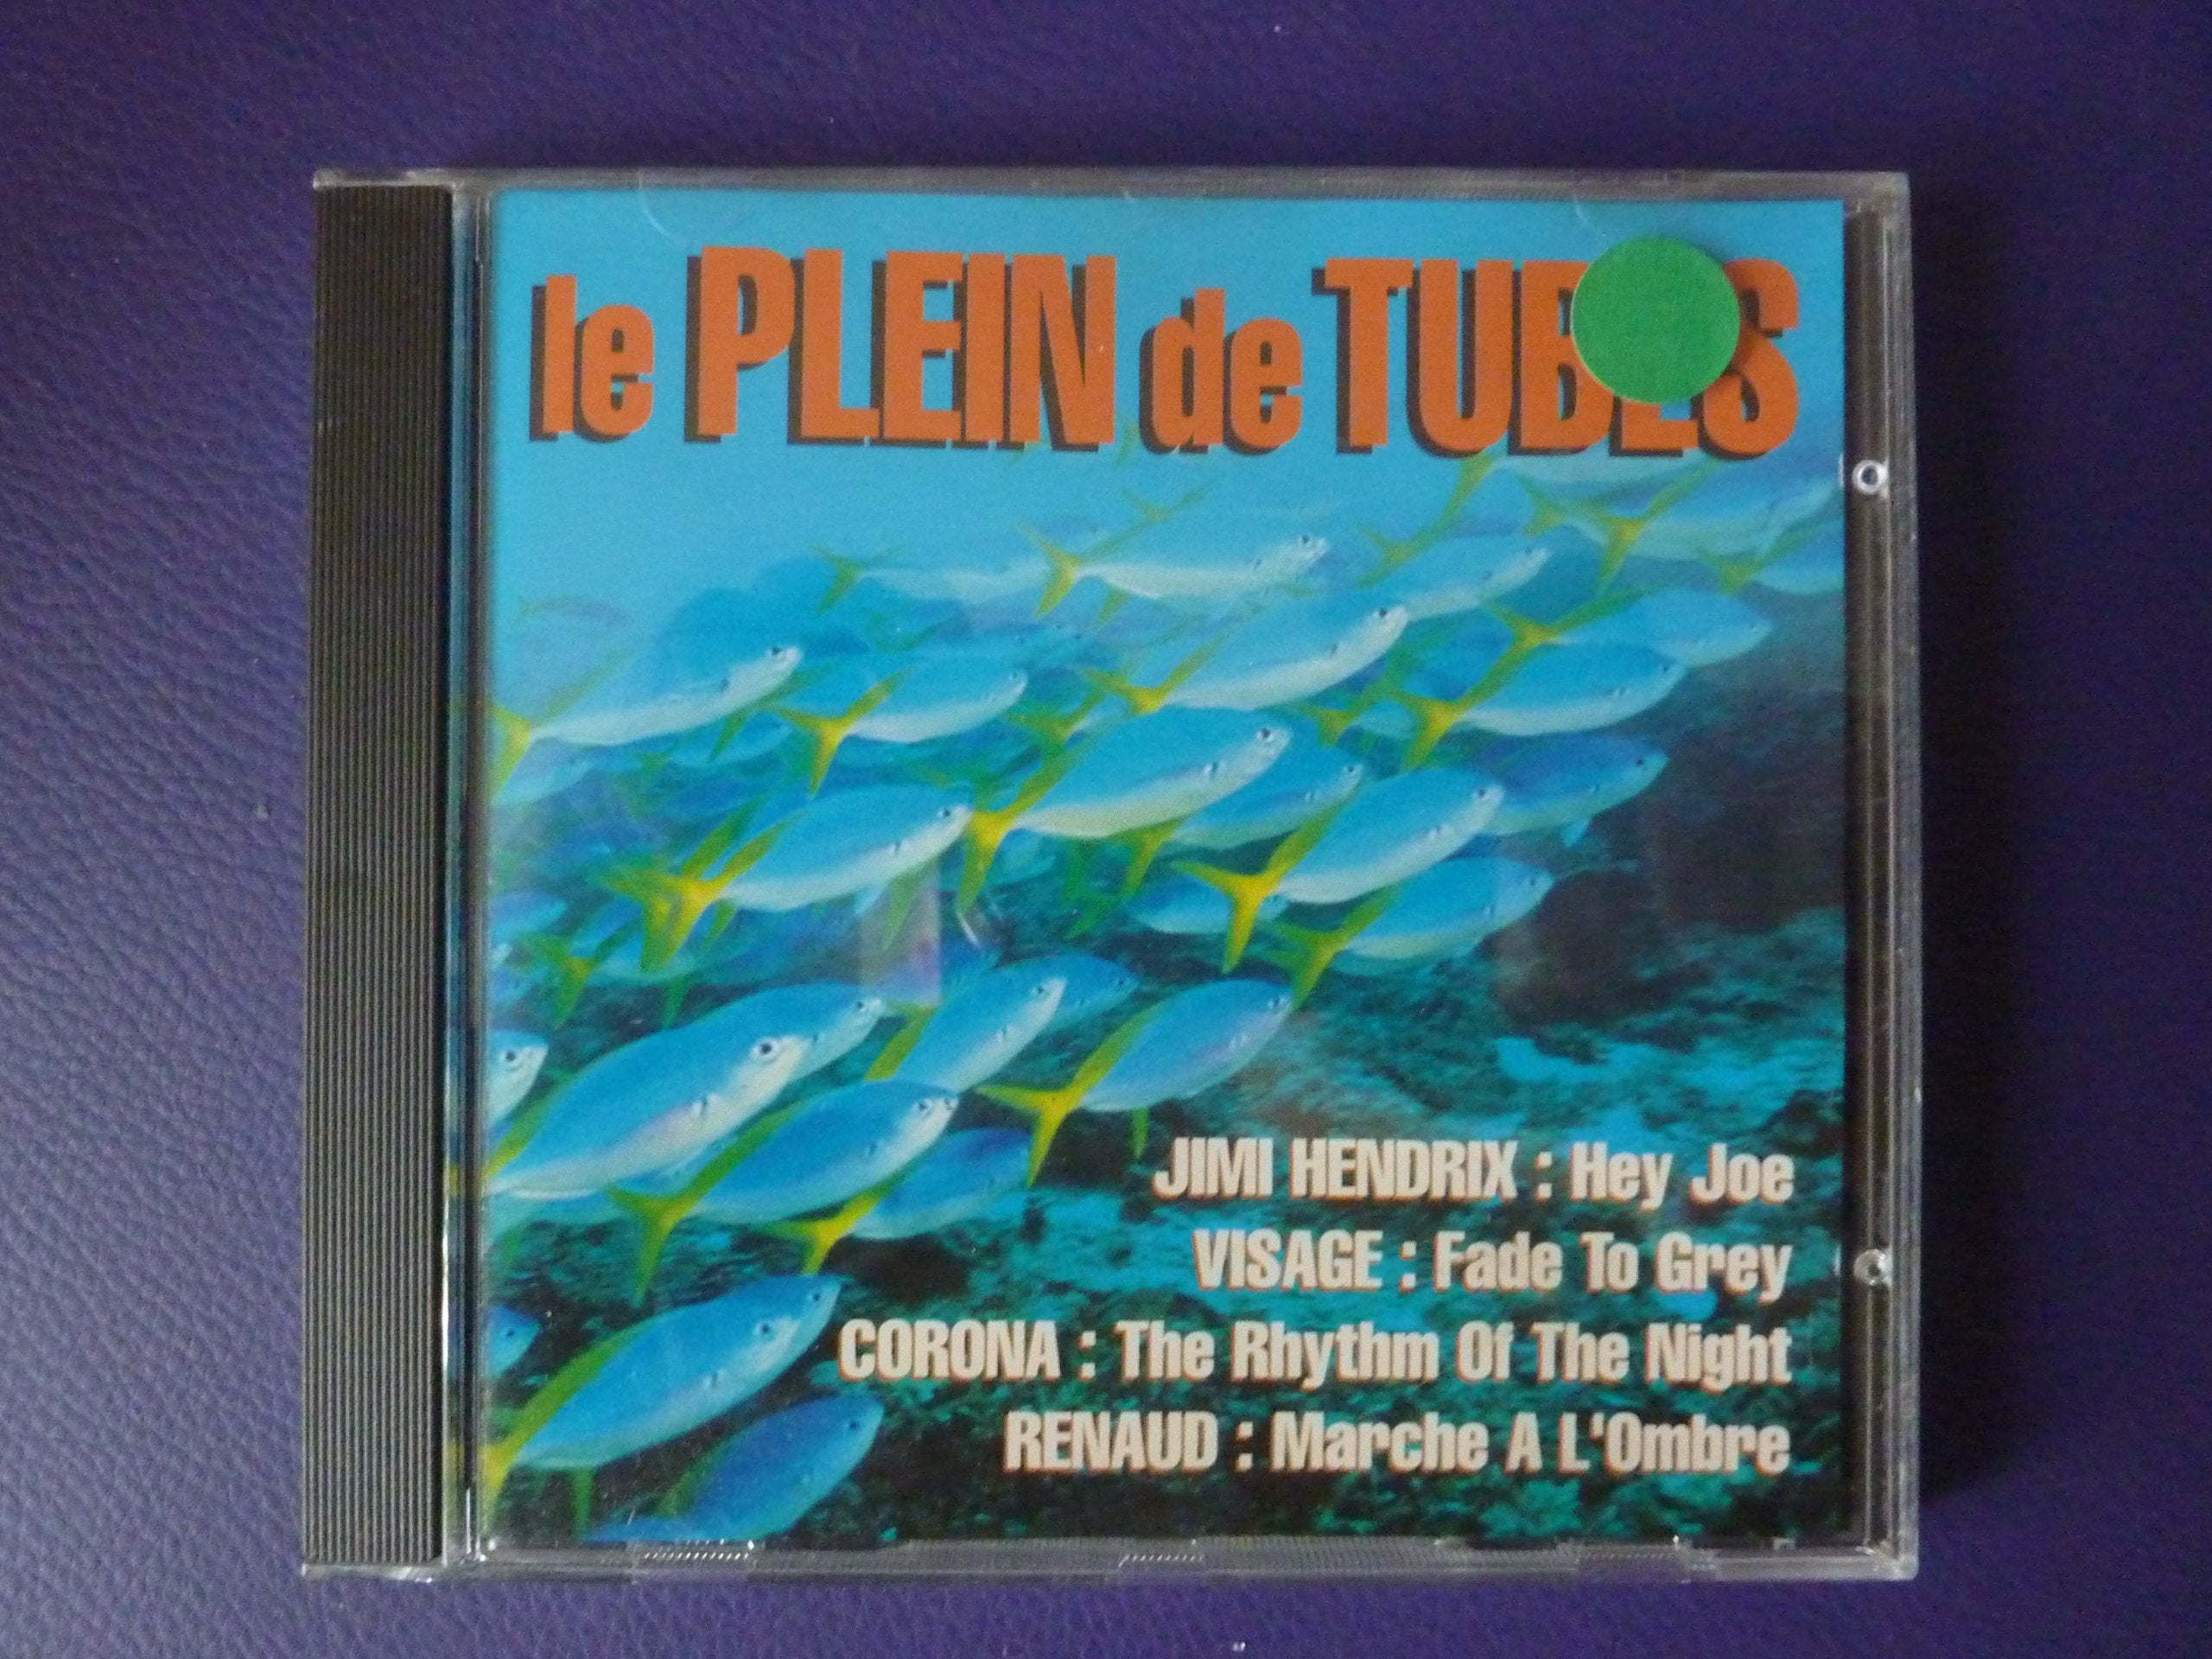 le PLEIN de TUBES
JIMI HENDRIX : Hey Joe
VISAGE : Fade To Grey
CORONA : The Rhythm Of The Night
RENAUD : Marche A L'Ombre